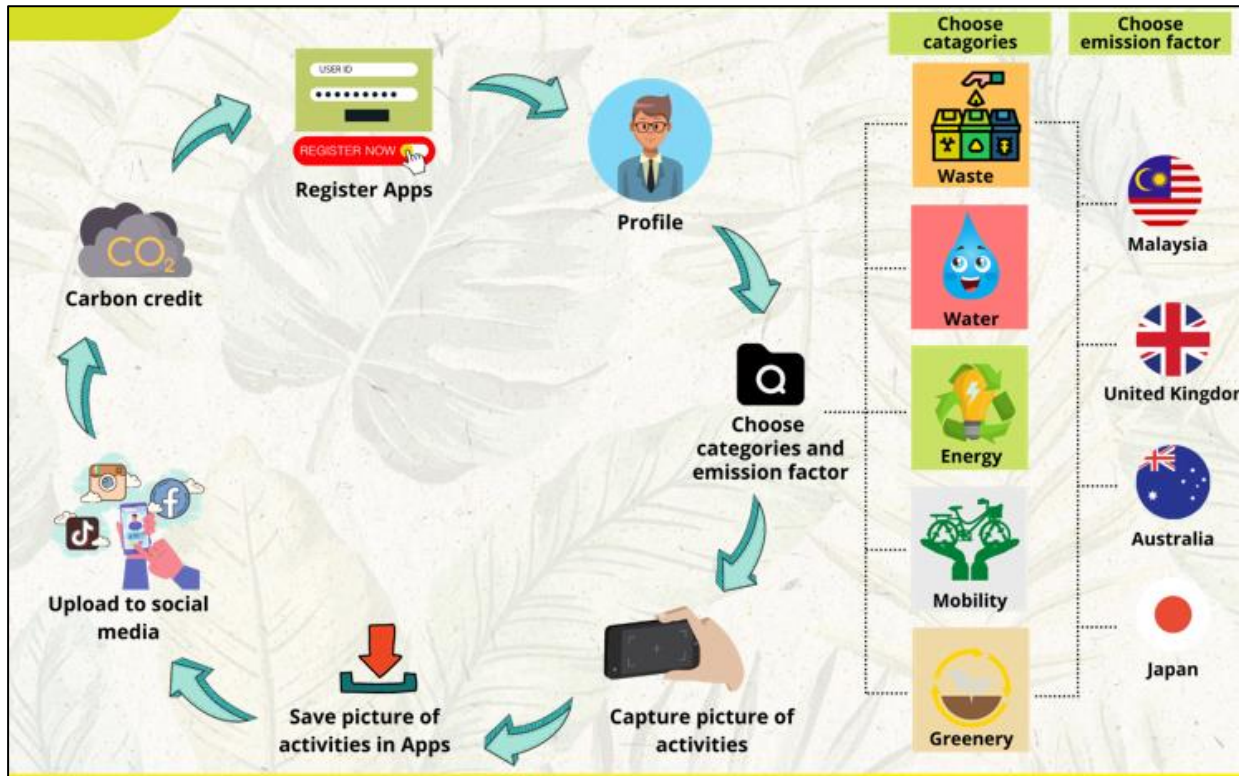 Choose
catagories
Choose
emission factor
USER ID
REGISTER NOW
Register Apps
Profile
Waste
Malaysia
CO2
Carbon credit
Water
United Kingdom
Choose
categories and
emission factor
Energy
Australia
Upload to social
media
Mobility
Japan
Save picture of
activities in Apps
Capture picture of
activities
Greenery